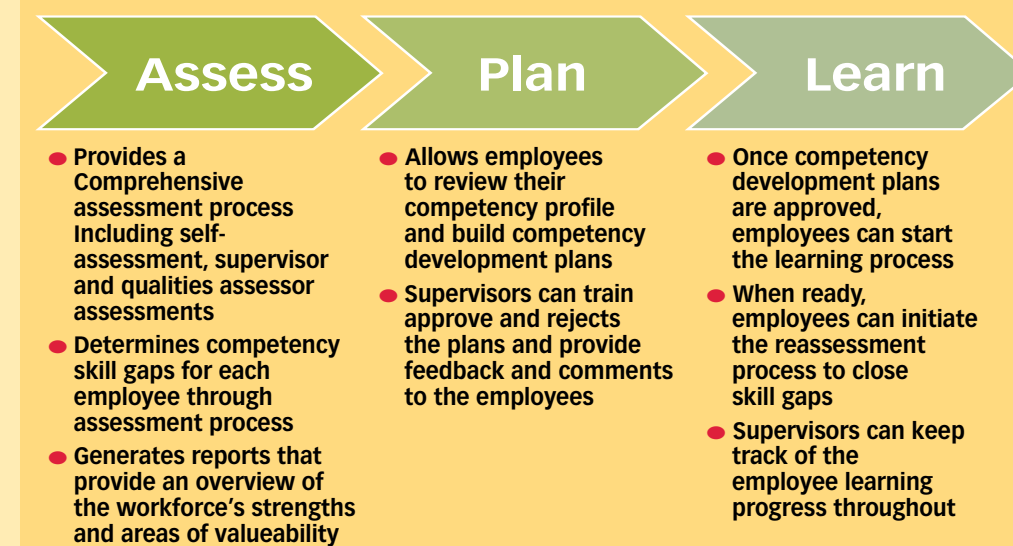 Assess
Provides a
Comprehensive
assessment process
Including self-
assessment, supervisor
and qualities assessor
assessments
Determines competency
skill gaps for each
employee through
assessment process
Generates reports that
provide an overview of
the workforce's strengths
and areas of valueability
Plan
Allows employees
to review their
competency profile
and build competency
development plans
Supervisors can train
approve and rejects
the plans and provide
feedback and comments
to the employees
Learn
Once competency
development plans
are approved,
employees can start
the learning process
When ready,
employees can initiate
the reassessment
process to close
skill gaps
Supervisors can keep
track of the
employee learning
progress throughout